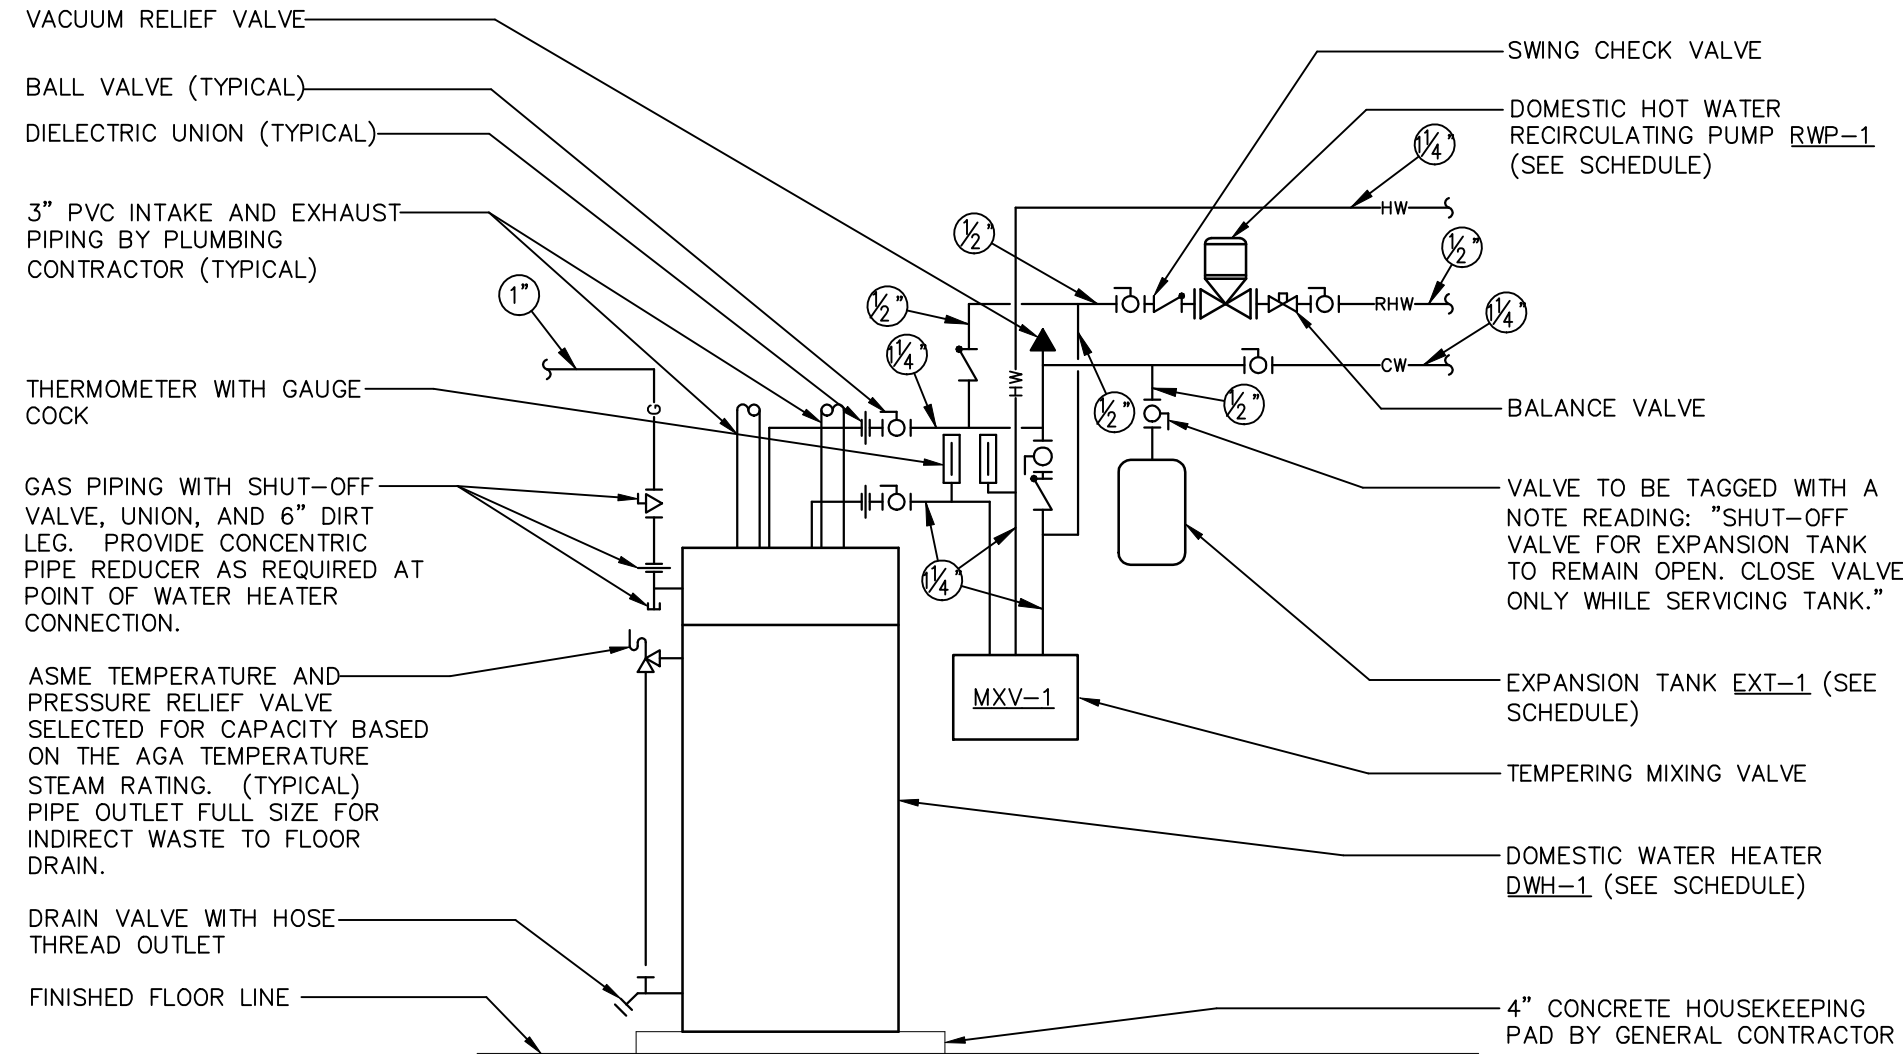 VACUUM RELIEF VALVE
BALL VALVE (TYPICAL)
DIELECTRIC UNION (TYPICAL)
3" PVC INTAKE AND EXHAUST
PIPING BY PLUMBING
CONTRACTOR (TYPICAL)
THERMOMETER WITH GAUGE
COCK
GAS PIPING WITH SHUT-OFF
VALVE, UNION, AND 6" DIRT
LEG. PROVIDE CONCENTRIC
PIPE REDUCER AS REQUIRED AT
POINT OF WATER HEATER
CONNECTION.
ASME TEMPERATURE AND
PRESSURE RELIEF VALVE
SELECTED FOR CAPACITY BASED
ON THE AGA TEMPERATURE
STEAM RATING. (TYPICAL)
PIPE OUTLET FULL SIZE FOR
INDIRECT WASTE TO FLOOR
DRAIN.
DRAIN VALVE WITH HOSE
THREAD OUTLET
FINISHED FLOOR LINE
1"
G
1/2"
1/2"
1 1/4"
1 1/4"
HW
1 1/4"
HW
1/2"
RHW
1 1/4"
CW
1/2"
1/2"
MXV-1
SWING CHECK VALVE
DOMESTIC HOT WATER
RECIRCULATING PUMP RWP-1
(SEE SCHEDULE)
BALANCE VALVE
VALVE TO BE TAGGED WITH A
NOTE READING: "SHUT-OFF
VALVE FOR EXPANSION TANK
TO REMAIN OPEN. CLOSE VALVE
ONLY WHILE SERVICING TANK."
EXPANSION TANK EXT-1 (SEE
SCHEDULE)
TEMPERING MIXING VALVE
DOMESTIC WATER HEATER
DWH-1 (SEE SCHEDULE)
4" CONCRETE HOUSEKEEPING
PAD BY GENERAL CONTRACTOR